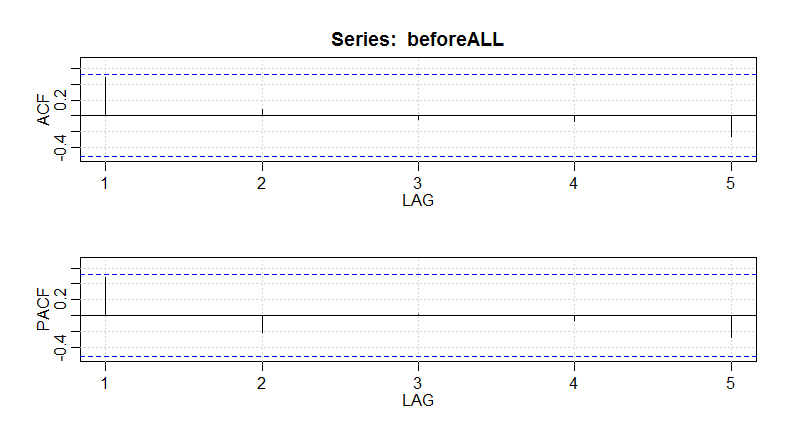 Series: beforeALL
ACF
0.2
-0.4
1 2 3 4 5
LAG
PACF
0.2
-0.4
1 2 3 4 5
LAG